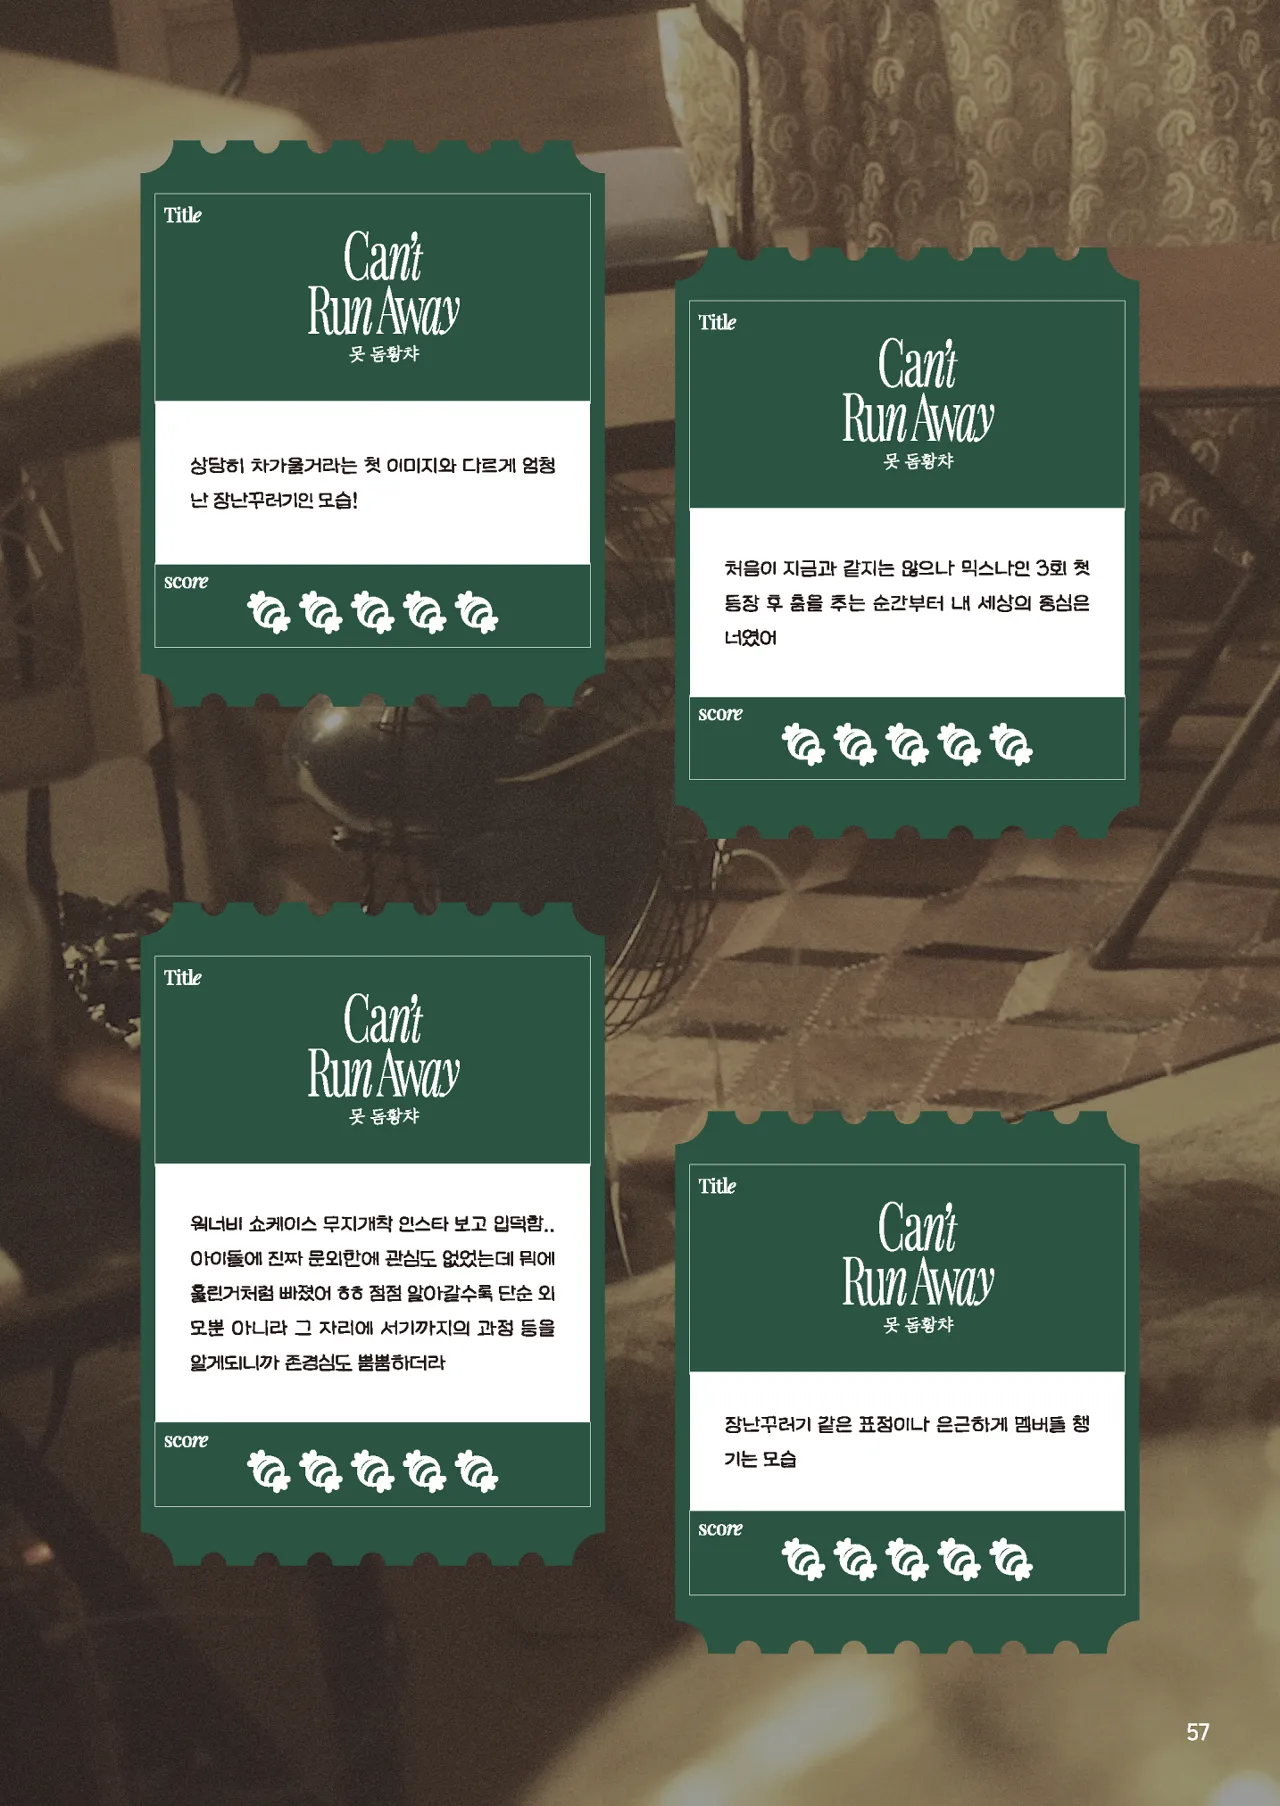 Title
Can't
Run Away
못 돔황챠
상당히 차가울거라는 첫 이미지와 다르게 엄청
난 장난꾸러기인 모습!
score
Title
Can't
Run Away
못 돔황챠
처음이 지금과 같지는 않으나 믹스나인 3회 첫
등장 후 춤을 추는 순간부터 내 세상의 중심은
너였어
score
Title
Can't
Run Away
못 돔황챠
워너비 쇼케이스 무지개착 인스타 보고 입덕함..
아이돌에 진짜 문외한에 관심도 없었는데 뭐에
홀린거처럼 빠졌어 ㅎㅎ 점점 알아갈수록 단순 외
모뿐 아니라 그 자리에 서기까지의 과정 등을
알게되니까 존경심도 뿜뿜하더라
score
Title
Can't
Run Away
못 돔황챠
장난꾸러기 같은 표정이나 은근하게 멤버들 챙
기는 모습
score
57